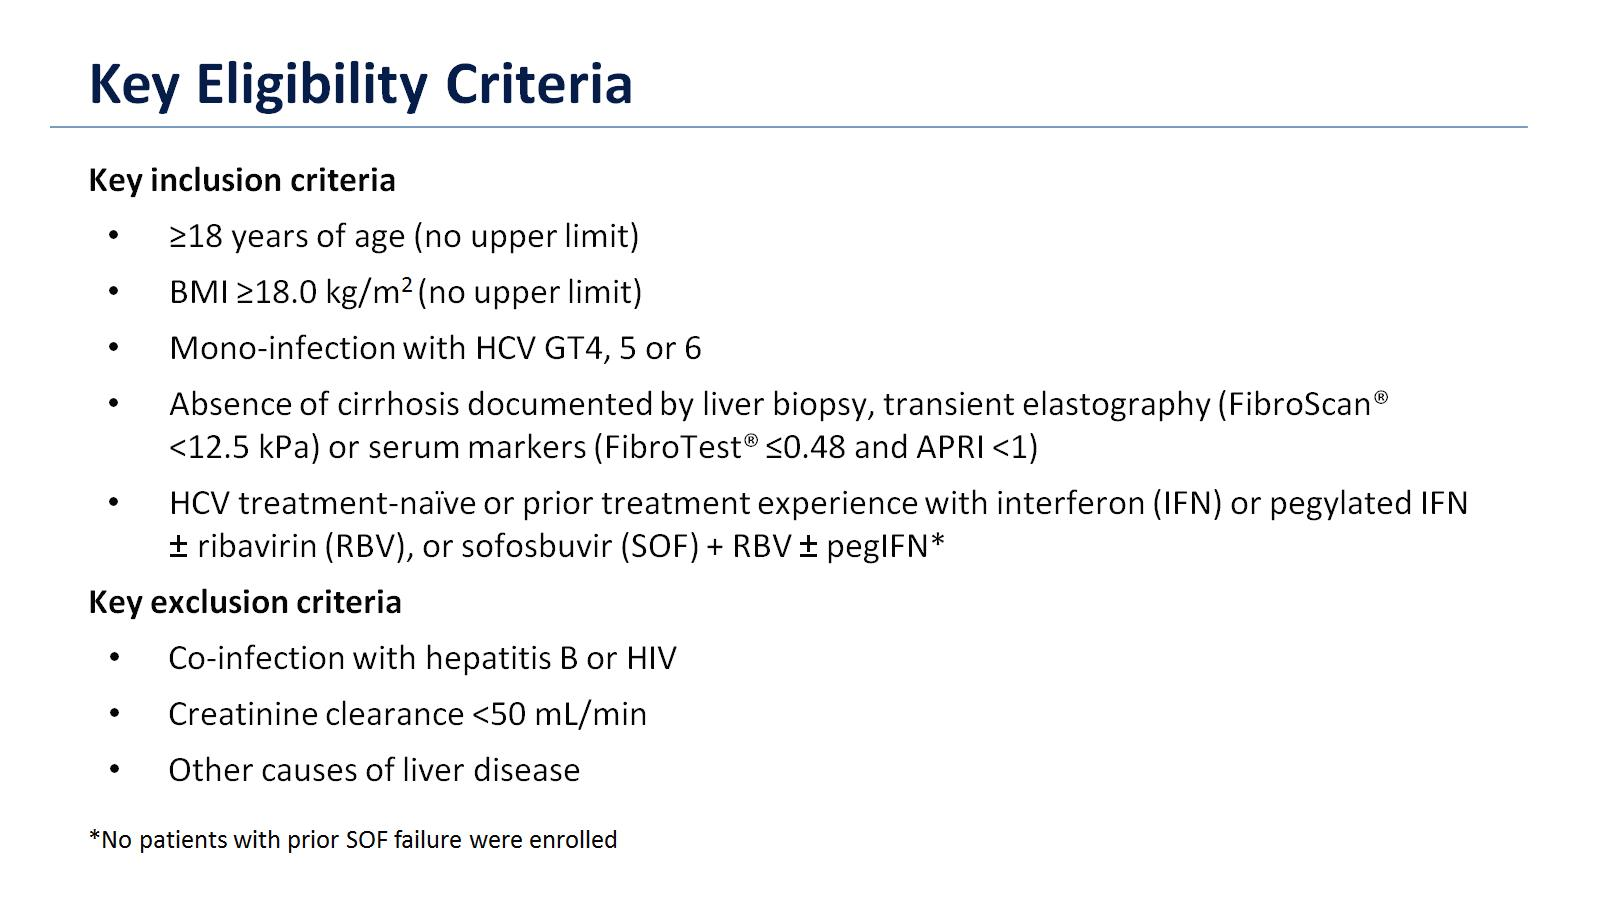 Key Eligibility Criteria
Key inclusion criteria
• ≥18 years of age (no upper limit)
• BMI ≥18.0 kg/m² (no upper limit)
• Mono-infection with HCV GT4, 5 or 6
• Absence of cirrhosis documented by liver biopsy, transient elastography (FibroScan®
<12.5 kPa) or serum markers (FibroTest® ≤0.48 and APRI <1)
• HCV treatment-naïve or prior treatment experience with interferon (IFN) or pegylated IFN
± ribavirin (RBV), or sofosbuvir (SOF) + RBV ± pegIFN*
Key exclusion criteria
• Co-infection with hepatitis B or HIV
• Creatinine clearance <50 mL/min
• Other causes of liver disease
*No patients with prior SOF failure were enrolled